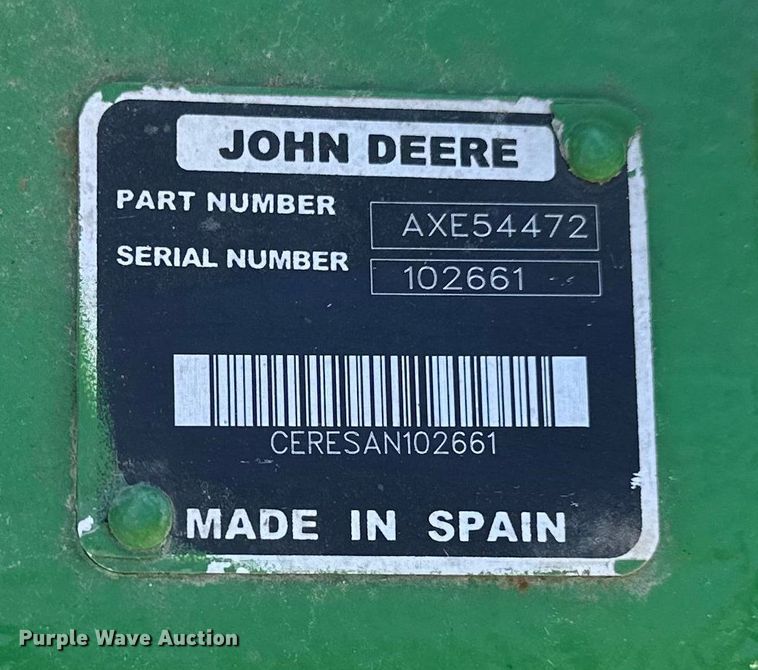 JOHN DEERE
PART NUMBER AXE54472
SERIAL NUMBER 102661
CERESAN102661
MADE IN SPAIN
Purple Wave Auction